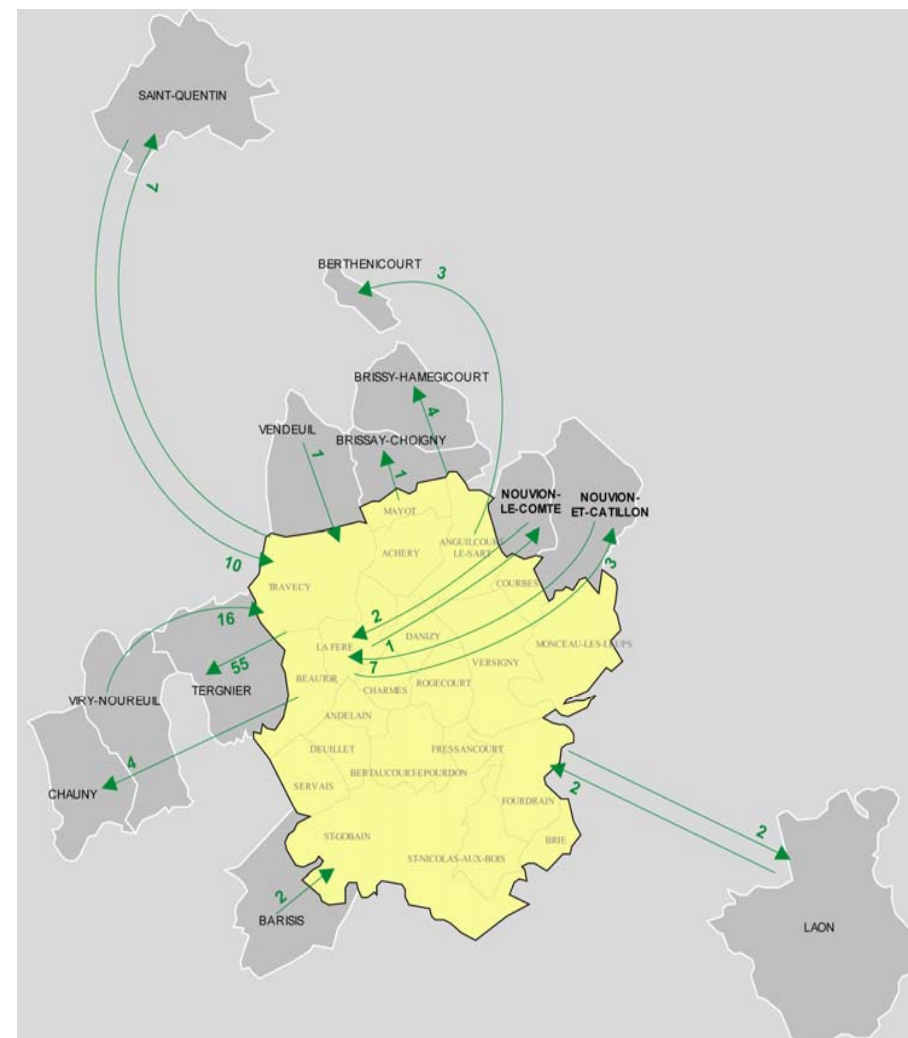 SAINT-QUENTIN
7
BERTHENICOURT
3
BRISSY-HAMEGICOURT
4
VENDEUIL
1
BRISSAY-CHOIGNY
1
NOUVION-
LE-COMTE
NOUVION-
ET-CATILLON
MAYOT
ANGUILCOURT
LE-SART
ACHERY
10
3
TRAVECY
COURBES
16
2
1
7
LA FERE
DANIZY
MONCEAU-LES-LEUPS
VERSIGNY
55
BEAUTOR
CHARMES
ROGECOURT
TERGNIER
VIRY-NOUREUIL
ANDELAIN
4
DEUILLET
FRESSANCOURT
BERTAUCOURT-EPOURDON
CHAUNY
SERVAIS
FOURDRAIN
2
2
ST-GOBAIN
BRIE
ST-NICOLAS-AUX-BOIS
2
BARISIS
LAON